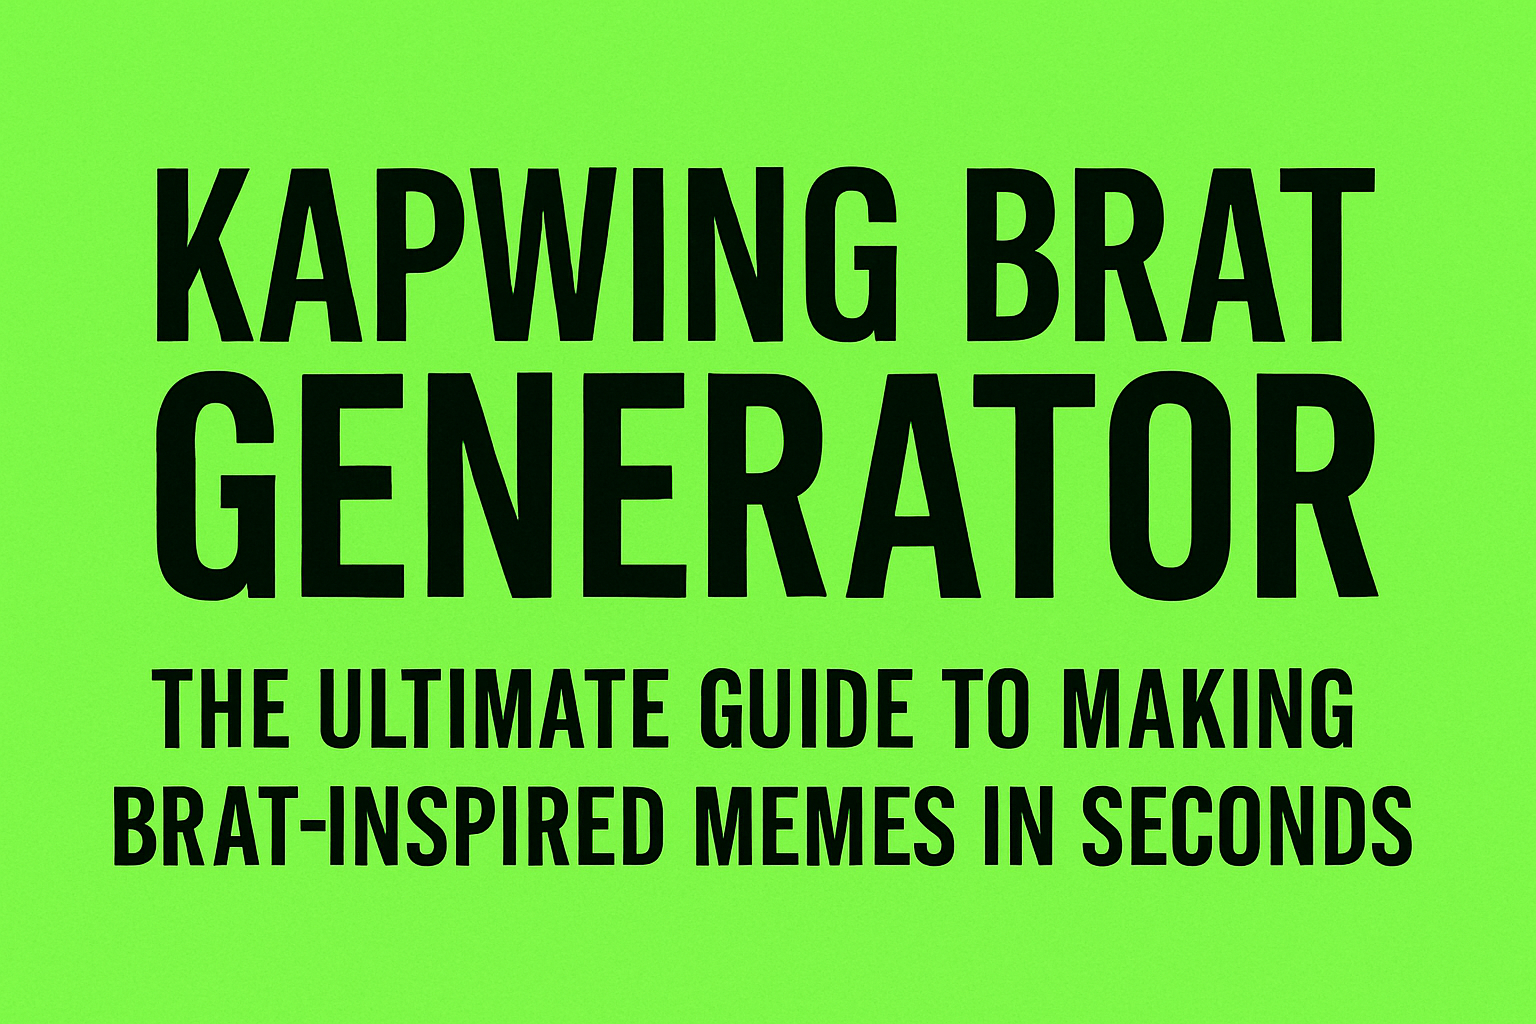 KAPWING BRAT
GENERATOR
THE ULTIMATE GUIDE TO MAKING
BRAT-INSPIRED MEMES IN SECONDS